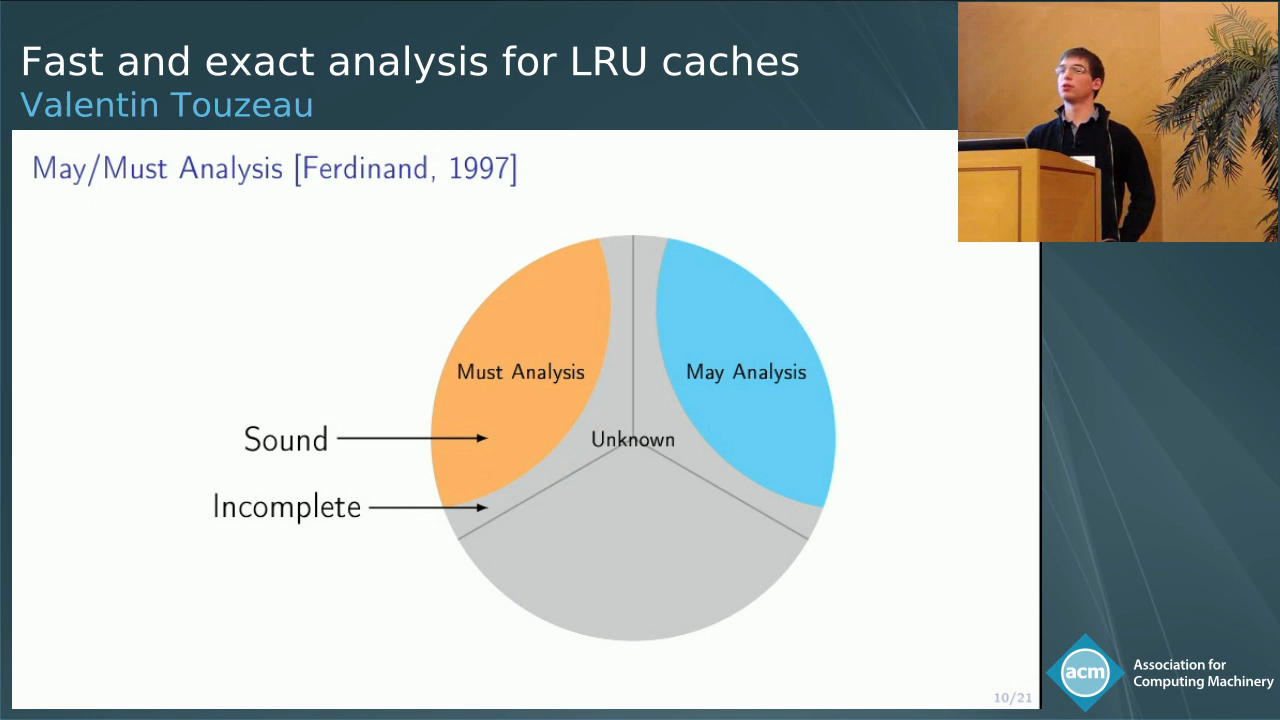 Fast and exact analysis for LRU caches
Valentin Touzeau
May/Must Analysis [Ferdinand, 1997]
Must Analysis
May Analysis
Sound
Unknown
Incomplete
10/21
acm
Association for
Computing Machinery